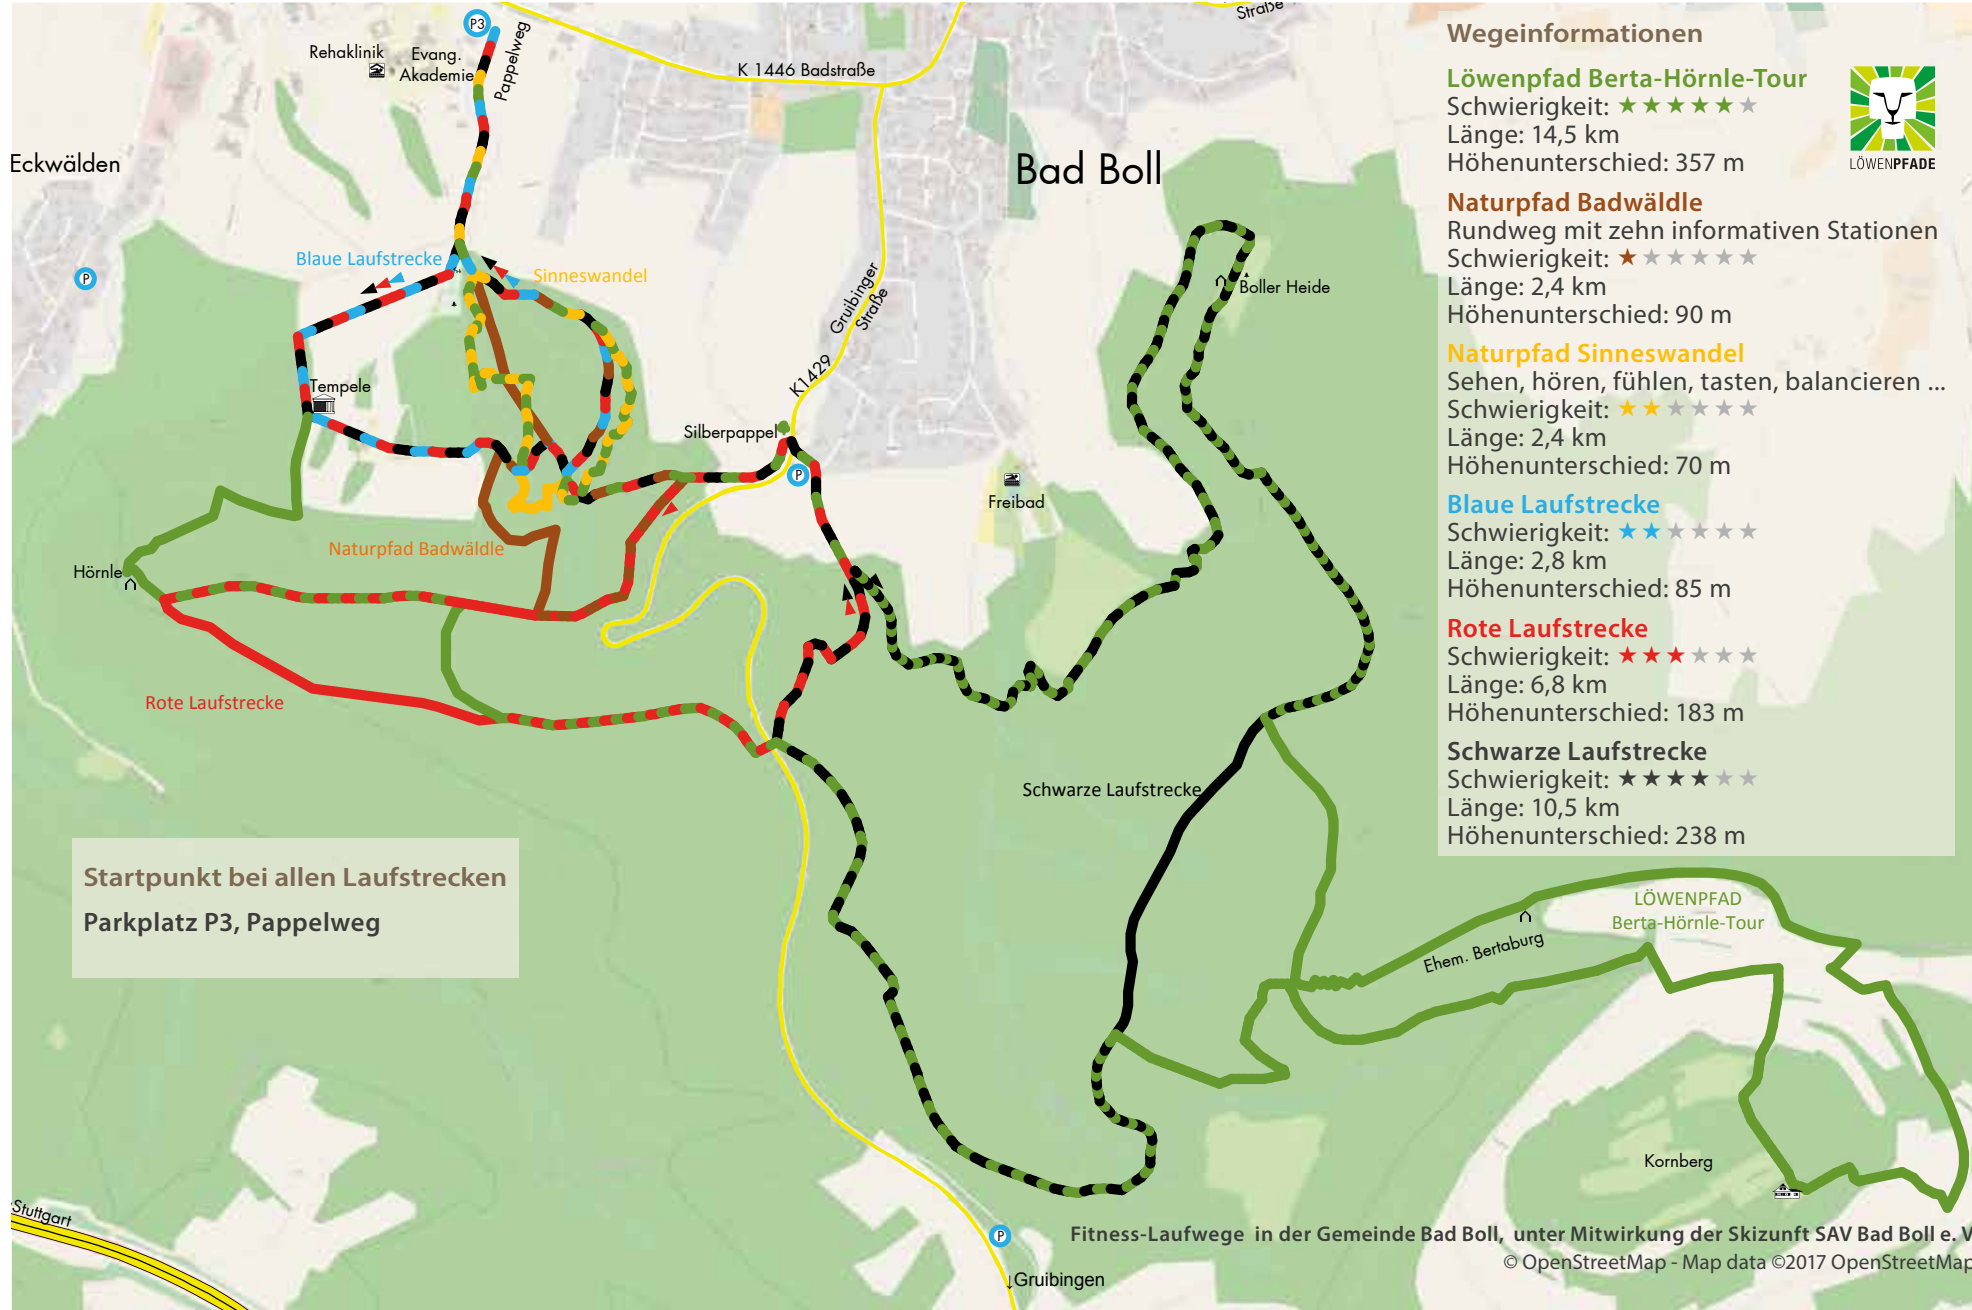 Straße
P3
Rehaklinik
Evang.
Akademie
Pappelweg
K 1446 Badstraße
Eckwälden
Bad Boll
P
Blaue Laufstrecke
Sinneswandel
Gruibinger
Straße
Boller Heide
K1429
Tempele
Silberpappel
P
Freibad
Naturpfad Badwäldle
Hörnle
Rote Laufstrecke
Schwarze Laufstrecke
Startpunkt bei allen Laufstrecken
Parkplatz P3, Pappelweg
Wegeinformationen
Löwenpfad Berta-Hörnle-Tour
Schwierigkeit: ★★★★★★
Länge: 14,5 km
Höhenunterschied: 357 m
LÖWENPFADE
Naturpfad Badwäldle
Rundweg mit zehn informativen Stationen
Schwierigkeit: ★★★★★★
Länge: 2,4 km
Höhenunterschied: 90 m
Naturpfad Sinneswandel
Sehen, hören, fühlen, tasten, balancieren ...
Schwierigkeit: ★★★★★★
Länge: 2,4 km
Höhenunterschied: 70 m
Blaue Laufstrecke
Schwierigkeit: ★★★★★★
Länge: 2,8 km
Höhenunterschied: 85 m
Rote Laufstrecke
Schwierigkeit: ★★★★★★
Länge: 6,8 km
Höhenunterschied: 183 m
Schwarze Laufstrecke
Schwierigkeit: ★★★★★★
Länge: 10,5 km
Höhenunterschied: 238 m
LÖWENPFAD
Berta-Hörnle-Tour
Ehem. Bertaburg
Kornberg
Stuttgart
P
↓Gruibingen
Fitness-Laufwege in der Gemeinde Bad Boll, unter Mitwirkung der Skizunft SAV Bad Boll e. V
© OpenStreetMap - Map data ©2017 OpenStreetMap